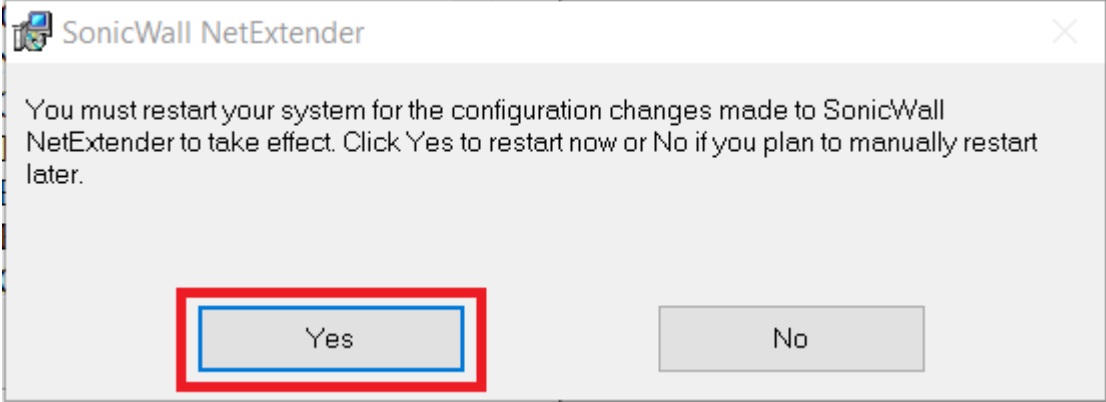 SonicWall NetExtender
You must restart your system for the configuration changes made to SonicWall
NetExtender to take effect. Click Yes to restart now or No if you plan to manually restart
later.
Yes
No